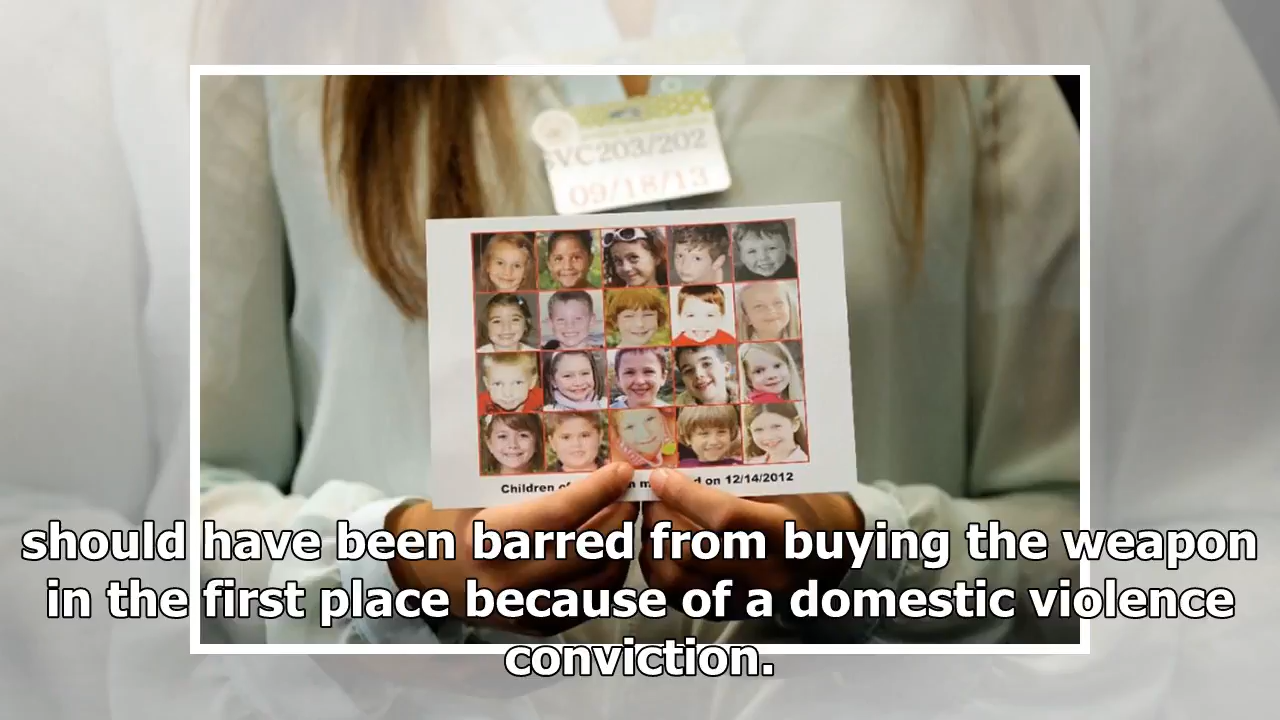 SVC203/202
09/18/13
Children on 12/14/2012
should have been barred from buying the weapon
in the first place because of a domestic violence
conviction.